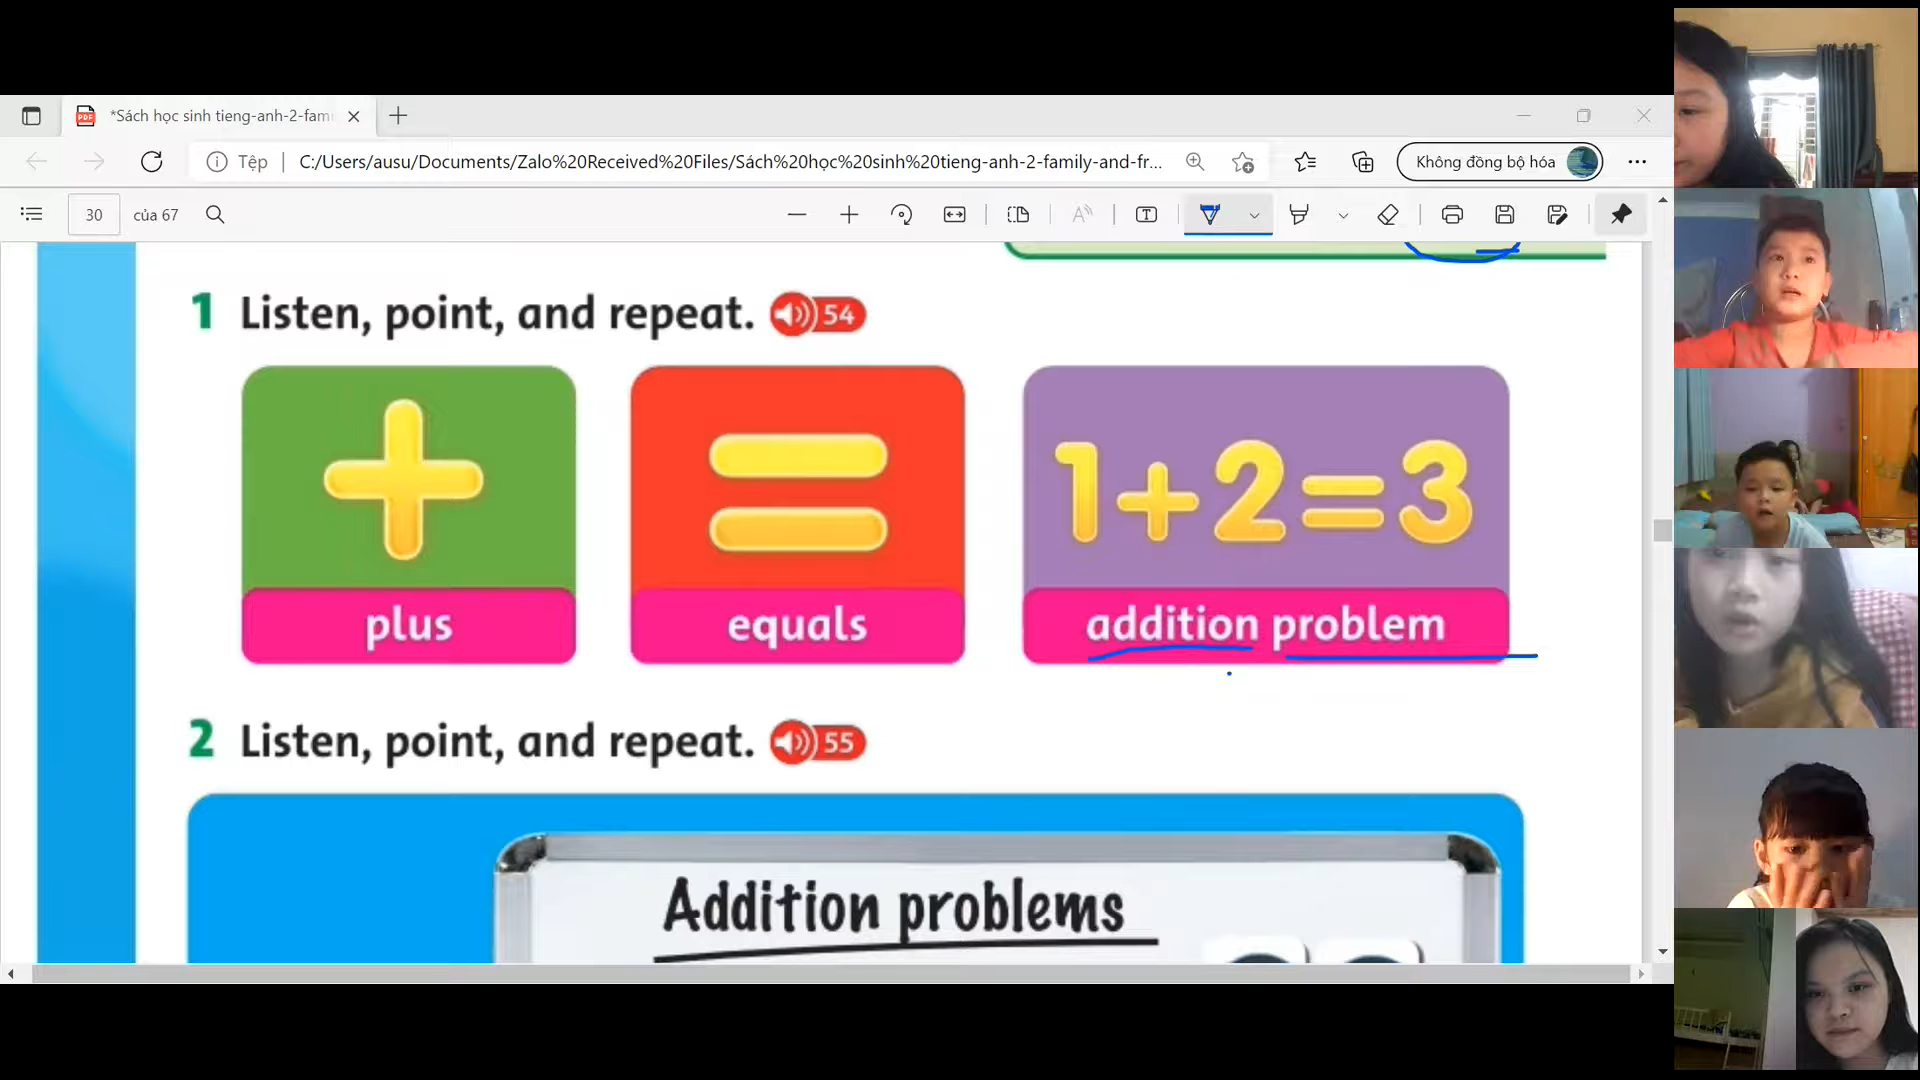 *Sách học sinh tieng-anh-2-fam
Tệp
C:/Users/ausu/Documents/Zalo%20Received%20Files/Sách%20học%20sinh%20tieng-anh-2-family-and-fr...
Không đồng bộ hóa
30 của 67
1 Listen, point, and repeat. 54
1+2=3
plus equals addition problem
2 Listen, point, and repeat. 55
Addition problems